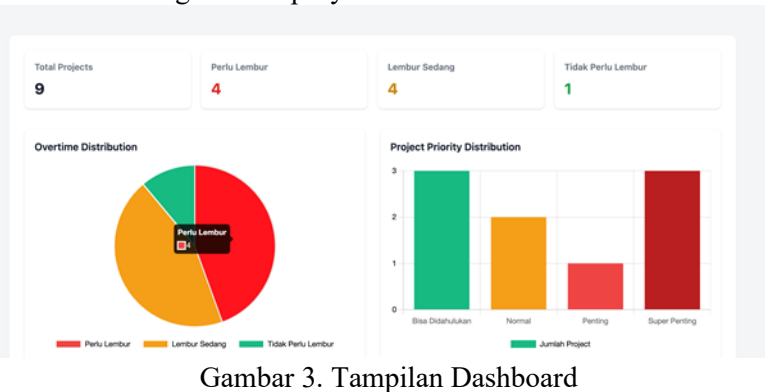 Total Projects
9
Perlu Lembur
4
Lembur Sedang
4
Tidak Perlu Lembur
1
Overtime Distribution
Perlu Lembur
4
Perlu Lembur Lembur Sedang Tidak Perlu Lembur
Project Priority Distribution
3
2
1
0
Bisa Didahulukan Normal Penting Super Penting
Jumlah Project
Gambar 3. Tampilan Dashboard